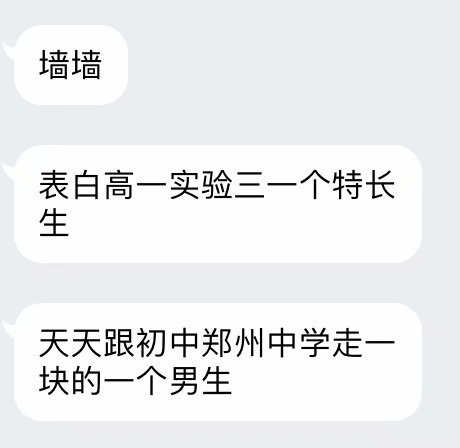 墙墙
表白高一实验三一个特长
生
天天跟初中郑州中学走一
块的一个男生